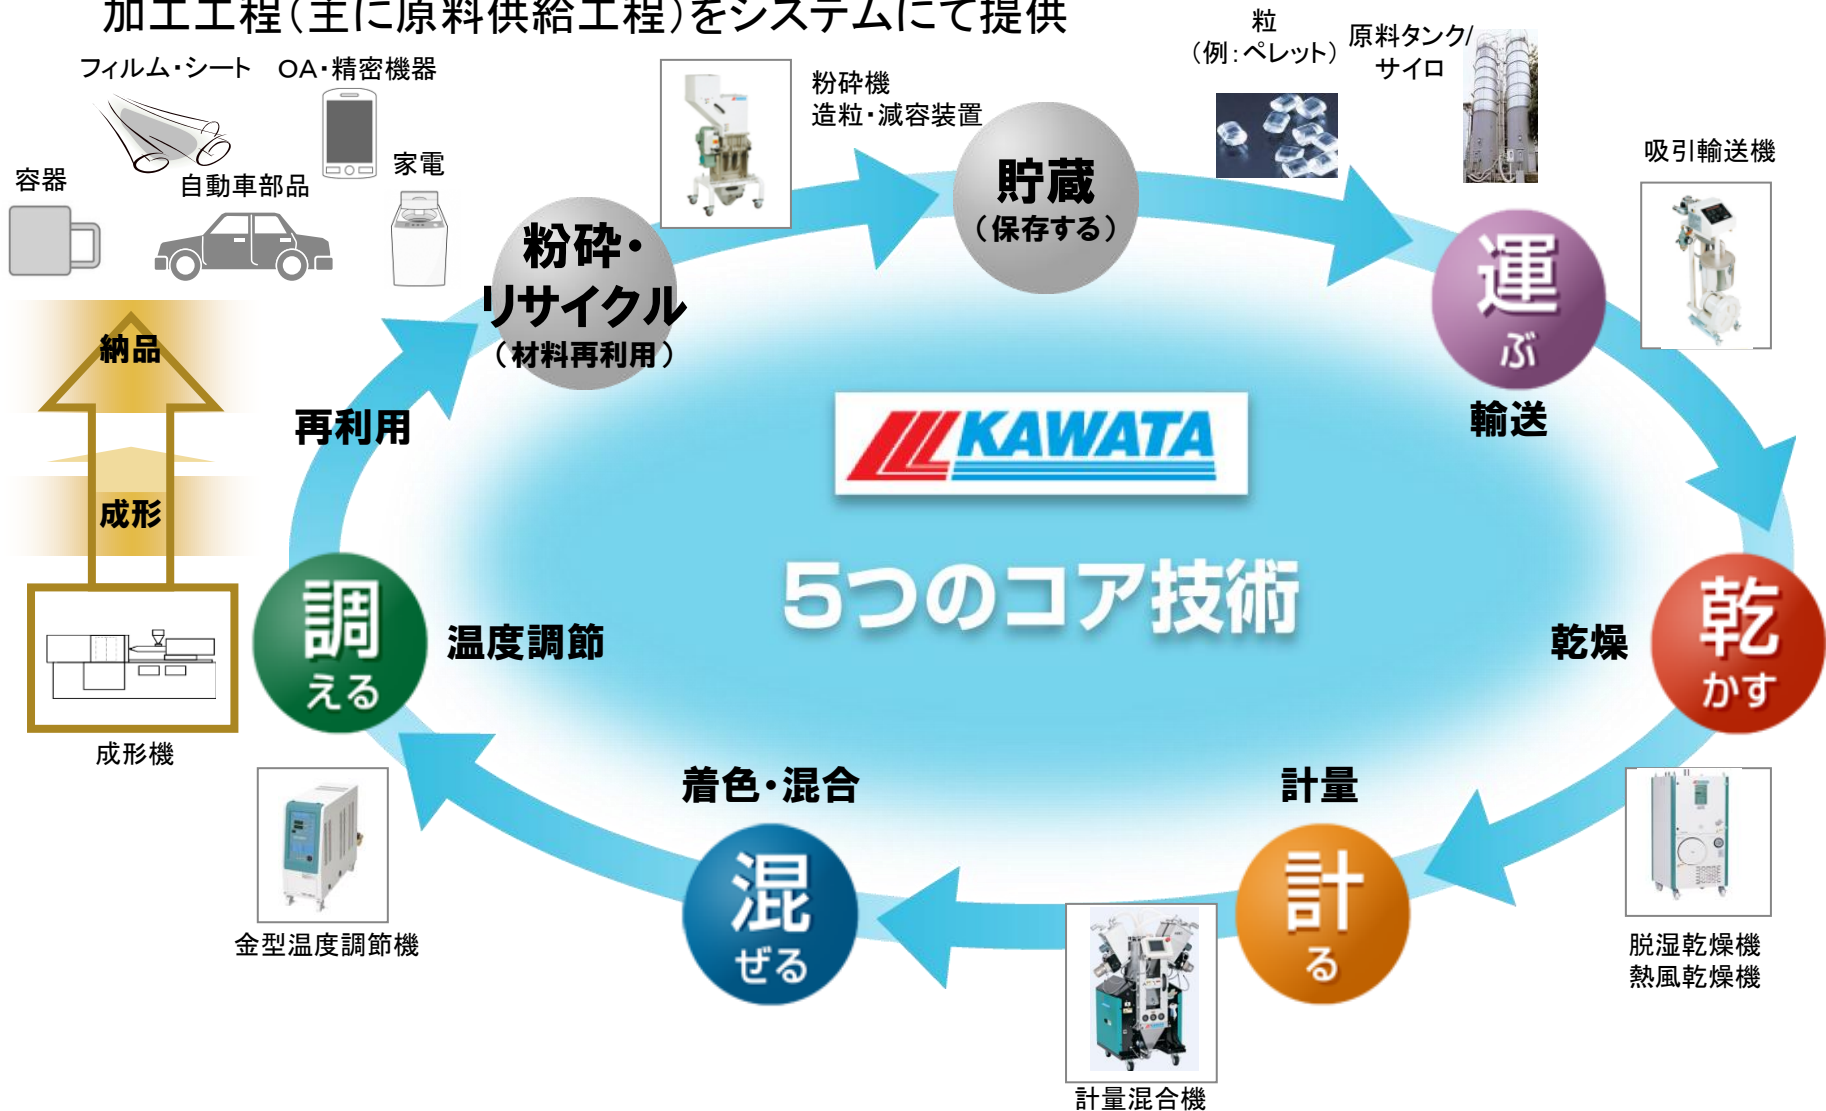 加工工程（主に原料供給工程）をシステムにて提供
フィルム・シート
OA・精密機器
容器
自動車部品
家電
納品
成形
成形機
粉砕機
造粒・減容装置
粒
（例：ペレット）
原料タンク/
サイロ
吸引輸送機
粉砕・
リサイクル
（材料再利用）
貯蔵
（保存する）
運
ぶ
輸送
再利用
KAWATA
5つのコア技術
調
える
温度調節
乾燥
乾
かす
着色・混合
計量
混
ぜる
計
る
金型温度調節機
KAWATA
計量混合機
脱湿乾燥機
熱風乾燥機